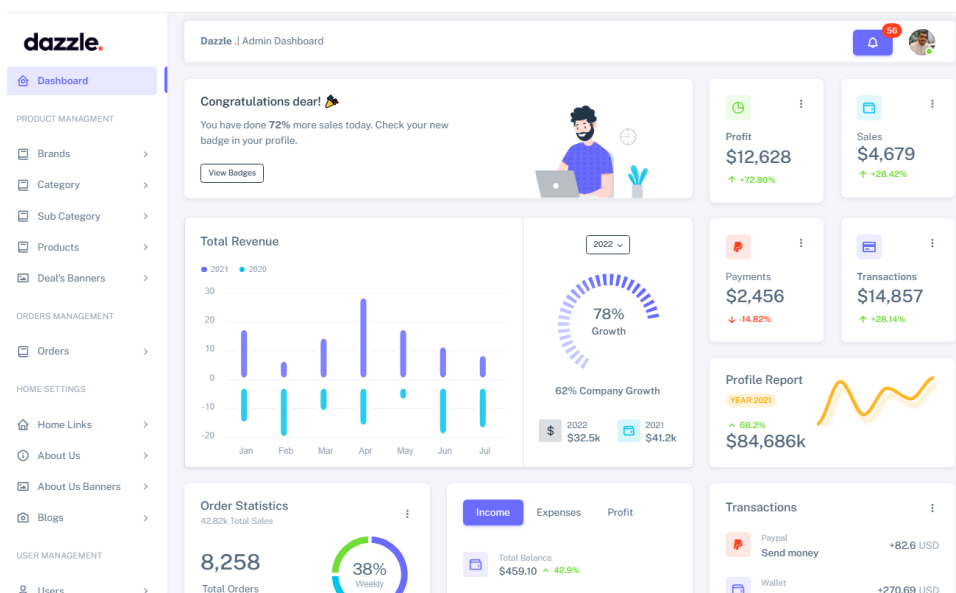 dazzle.
Dashboard
PRODUCT MANAGMENT
Brands
Category
Sub Category
Products
Deal's Banners
ORDERS MANAGEMENT
Orders
HOME SETTINGS
Home Links
About Us
About Us Banners
Blogs
USER MANAGEMENT
Users
Dazzle .| Admin Dashboard
56
Congratulations dear!
You have done 72% more sales today. Check your new
badge in your profile.
View Badges
Profit
$12,628
+72.80%
Sales
$4,679
+28.42%
Total Revenue
2021 2020
30
20
10
0
-10
-20
Jan Feb Mar Apr May Jun Jul
2022
78%
Growth
62% Company Growth
$
2022
$32.5k
2021
$41.2k
Payments
$2,456
-14.82%
Transactions
$14,857
+28.14%
Profile Report
YEAR 2021
68.2%
$84,686k
Order Statistics
42.82k Total Sales
8,258
Total Orders
38%
Weekly
Income Expenses Profit
Total Balance
$459.10 42.9%
Transactions
Paypal
Send money
+82.6 USD
Wallet
+270.69 USD